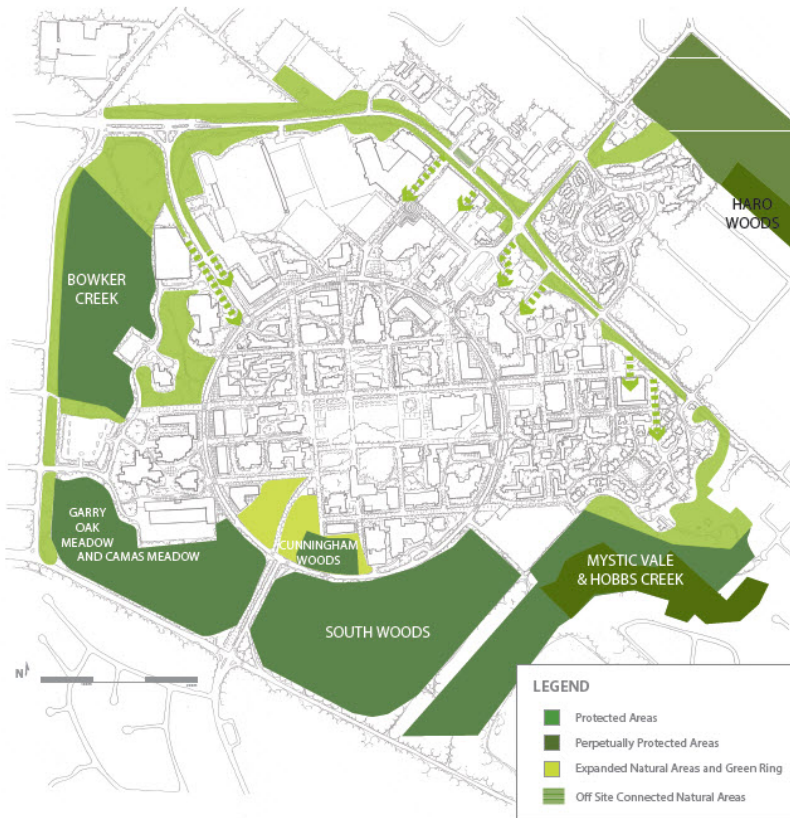 HARO
WOODS
BOWKER
CREEK
GARRY
OAK
MEADOW
AND CAMAS MEADOW
CUNNINGHAM
WOODS
MYSTIC VALE
& HOBBS CREEK
SOUTH WOODS
N
LEGEND
Protected Areas
Perpetually Protected Areas
Expanded Natural Areas and Green Ring
Off Site Connected Natural Areas